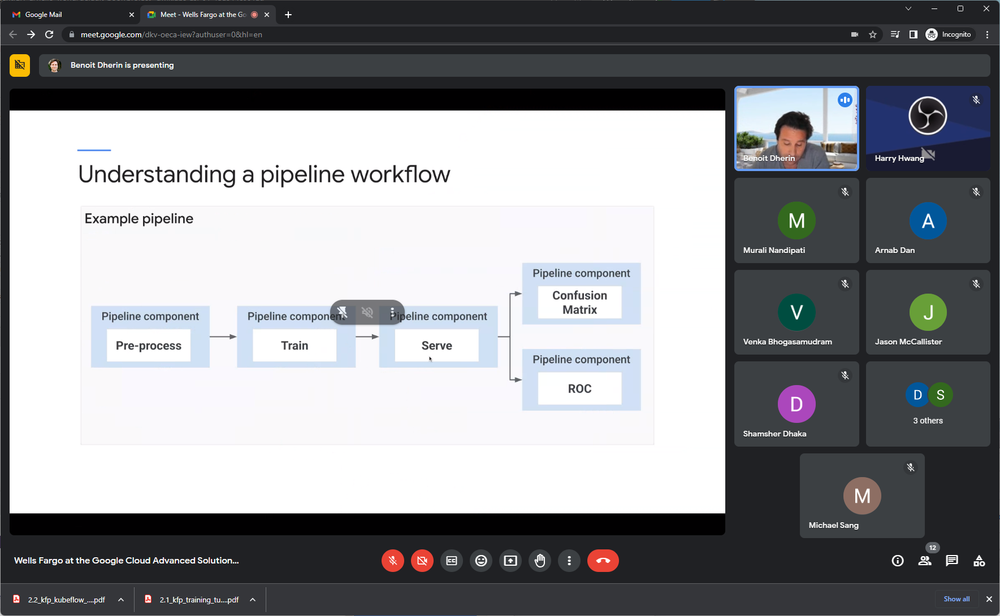 Google Mail
Meet - Wells Fargo at the Go
meet.google.com/dkv-oeca-iew?authuser=0&hl=en
Incognito
Benoit Dherin is presenting
Understanding a pipeline workflow
Example pipeline
Pipeline component
Pre-process
Pipeline component
Train
Pipeline component
Serve
Pipeline component
Confusion
Matrix
Pipeline component
ROC
Benoit Dherin
Harry Hwang
M
Murali Nandipati
A
Arnab Dan
V
Venka Bhogasamudram
J
Jason McCallister
D
Shamsher Dhaka
D S
3 others
M
Michael Sang
Wells Fargo at the Google Cloud Advanced Solution...
12
2.2_kfp_kubeflow_....pdf
2.1_kfp_training_tu....pdf
Show all